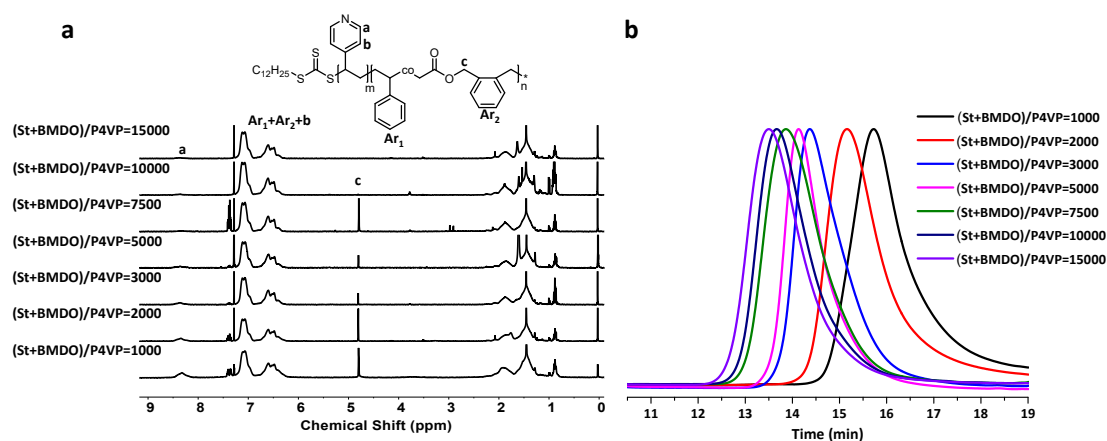 a
N
a
b
S
C₁₂H₂₅
S
S
m
co
O
O
c
n
*
Ar₂
Ar₁
Ar₁+Ar₂+b
(St+BMDO)/P4VP=15000
a
(St+BMDO)/P4VP=10000
c
(St+BMDO)/P4VP=7500
(St+BMDO)/P4VP=5000
(St+BMDO)/P4VP=3000
(St+BMDO)/P4VP=2000
(St+BMDO)/P4VP=1000
9 8 7 6 5 4 3 2 1 0
Chemical Shift (ppm)
b
(St+BMDO)/P4VP=1000
(St+BMDO)/P4VP=2000
(St+BMDO)/P4VP=3000
(St+BMDO)/P4VP=5000
(St+BMDO)/P4VP=7500
(St+BMDO)/P4VP=10000
(St+BMDO)/P4VP=15000
11 12 13 14 15 16 17 18 19
Time (min)